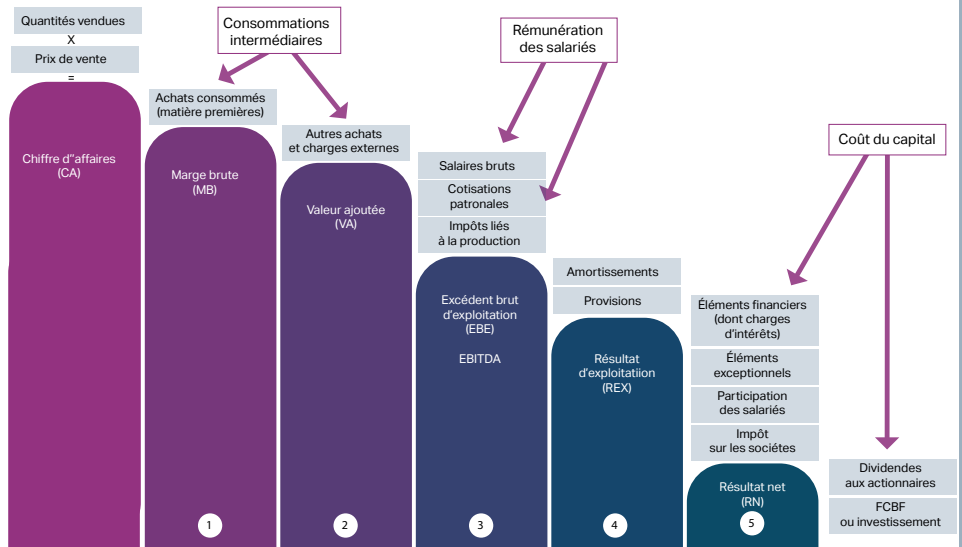 Quantités vendues
X
Prix de vente
=
Chiffre d''affaires
(CA)
Consommations
intermédiaires
Achats consommés
(matière premières)
Marge brute
(MB)
1
Autres achats
et charges externes
Valeur ajoutée
(VA)
2
Rémunération
des salariés
Salaires bruts
Cotisations
patronales
Impôts liés
à la production
Excédent brut
d'exploitation
(EBE)
EBITDA
3
Amortissements
Provisions
Résultat
d'exploitatiion
(REX)
4
Coût du capital
Éléments financiers
(dont charges
d'intérêts)
Éléments
exceptionnels
Participation
des salariés
Impôt
sur les sociétes
Résultat net
(RN)
5
Dividendes
aux actionnaires
FCBF
ou investissement